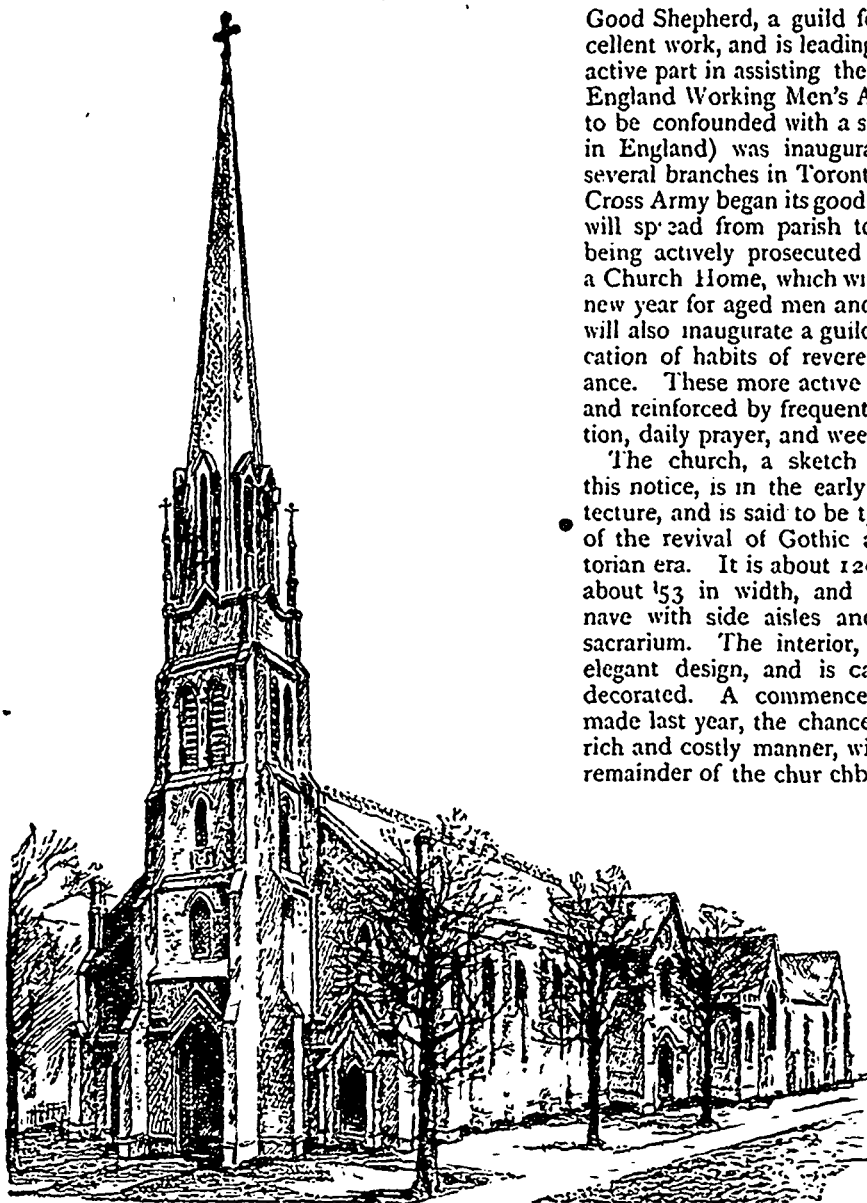 Good Shepherd, a guild f
cellent work, and is leading
active part in assisting the
England Working Men's A
to be confounded with a s
in England) was inaugura
several branches in Toront
Cross Army began its good
will spread from parish to
being actively prosecuted
a Church Home, which wi
new year for aged men and
will also inaugurate a guild
cation of habits of revere
ance. These more active
and reinforced by frequent
tion, daily prayer, and wee
The church, a sketch
this notice, is in the early
tecture, and is said to be t
of the revival of Gothic a
torian era. It is about 12
about 53 in width, and
nave with side aisles and
sacrarium. The interior,
elegant design, and is ca
decorated. A commence
made last year, the chance
rich and costly manner, wi
remainder of the chur chb